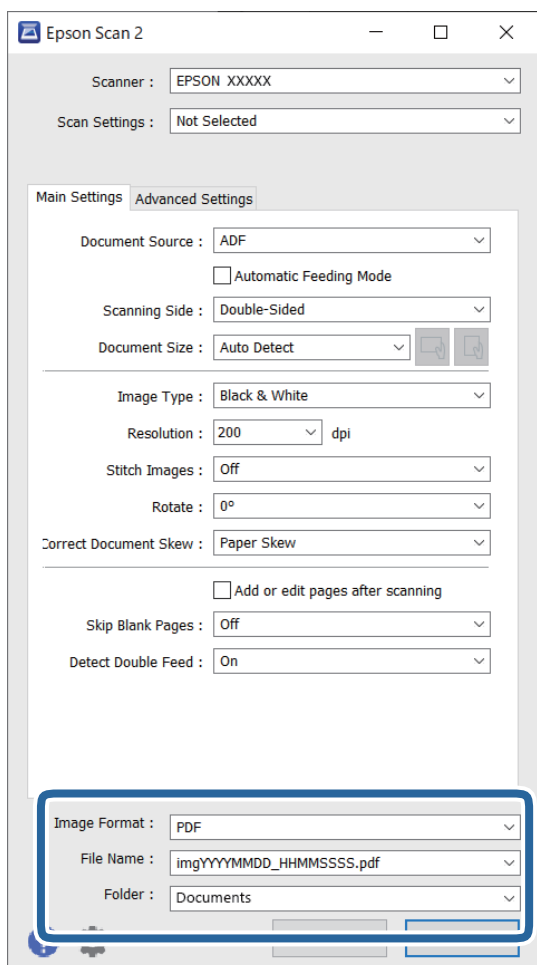 Epson Scan 2
Scanner : EPSON XXXXX
Scan Settings : Not Selected
Main Settings Advanced Settings
Document Source : ADF
Automatic Feeding Mode
Scanning Side : Double-Sided
Document Size : Auto Detect
Image Type : Black & White
Resolution : 200 dpi
Stitch Images : Off
Rotate : 0°
Correct Document Skew : Paper Skew
Add or edit pages after scanning
Skip Blank Pages : Off
Detect Double Feed : On
Image Format : PDF
File Name : imgYYYYMMDD_HHMMSSSS.pdf
Folder : Documents